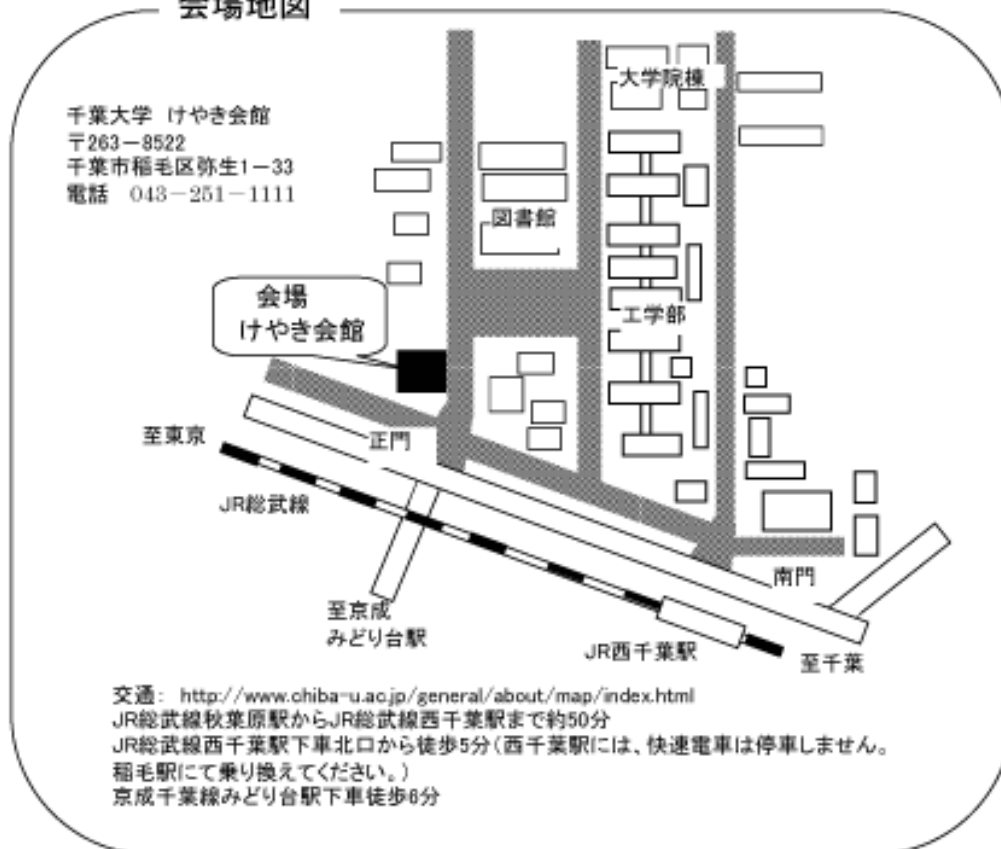 会場地図
千葉大学 けやき会館
〒263-8522
千葉市稲毛区弥生1-33
電話 043-251-1111
大学院棟
図書館
会場
けやき会館
工学部
正門
至東京
JR総武線
南門
至京成
みどり台駅
JR西千葉駅
至千葉
交通: http://www.chiba-u.ac.jp/general/about/map/index.html
JR総武線秋葉原駅からJR総武線西千葉駅まで約50分
JR総武線西千葉駅下車北口から徒歩5分(西千葉駅には、快速電車は停車しません。
稲毛駅にて乗り換えてください。)
京成千葉線みどり台駅下車徒歩6分